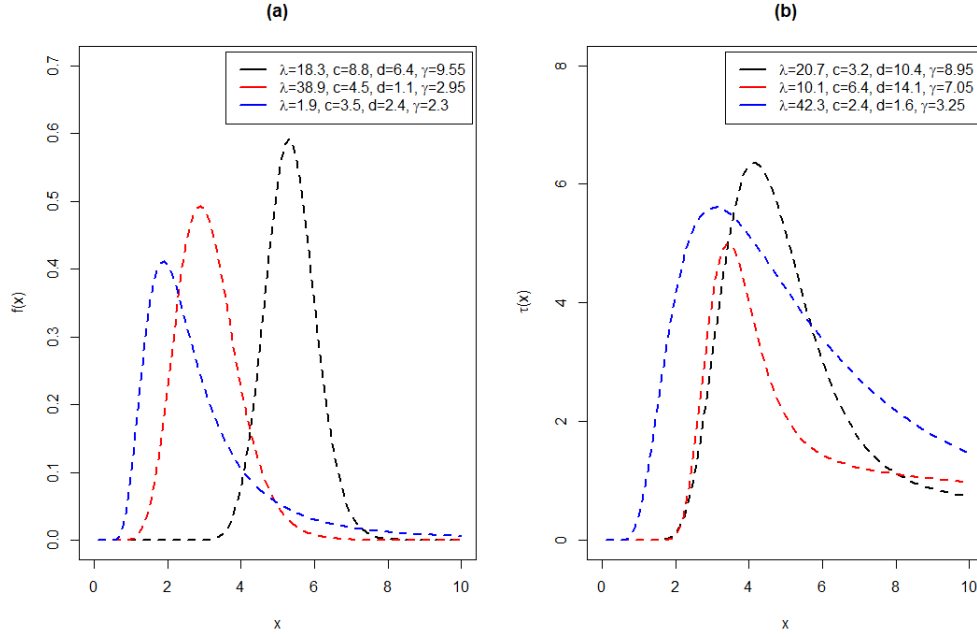 (a)
λ=18.3, c=8.8, d=6.4, γ=9.55
λ=38.9, c=4.5, d=1.1, γ=2.95
λ=1.9, c=3.5, d=2.4, γ=2.3
f(x)
0.7
0.6
0.5
0.4
0.3
0.2
0.1
0.0
0 2 4 6 8 10
x
(b)
λ=20.7, c=3.2, d=10.4, γ=8.95
λ=10.1, c=6.4, d=14.1, γ=7.05
λ=42.3, c=2.4, d=1.6, γ=3.25
τ(x)
8
6
4
2
0
0 2 4 6 8 10
x